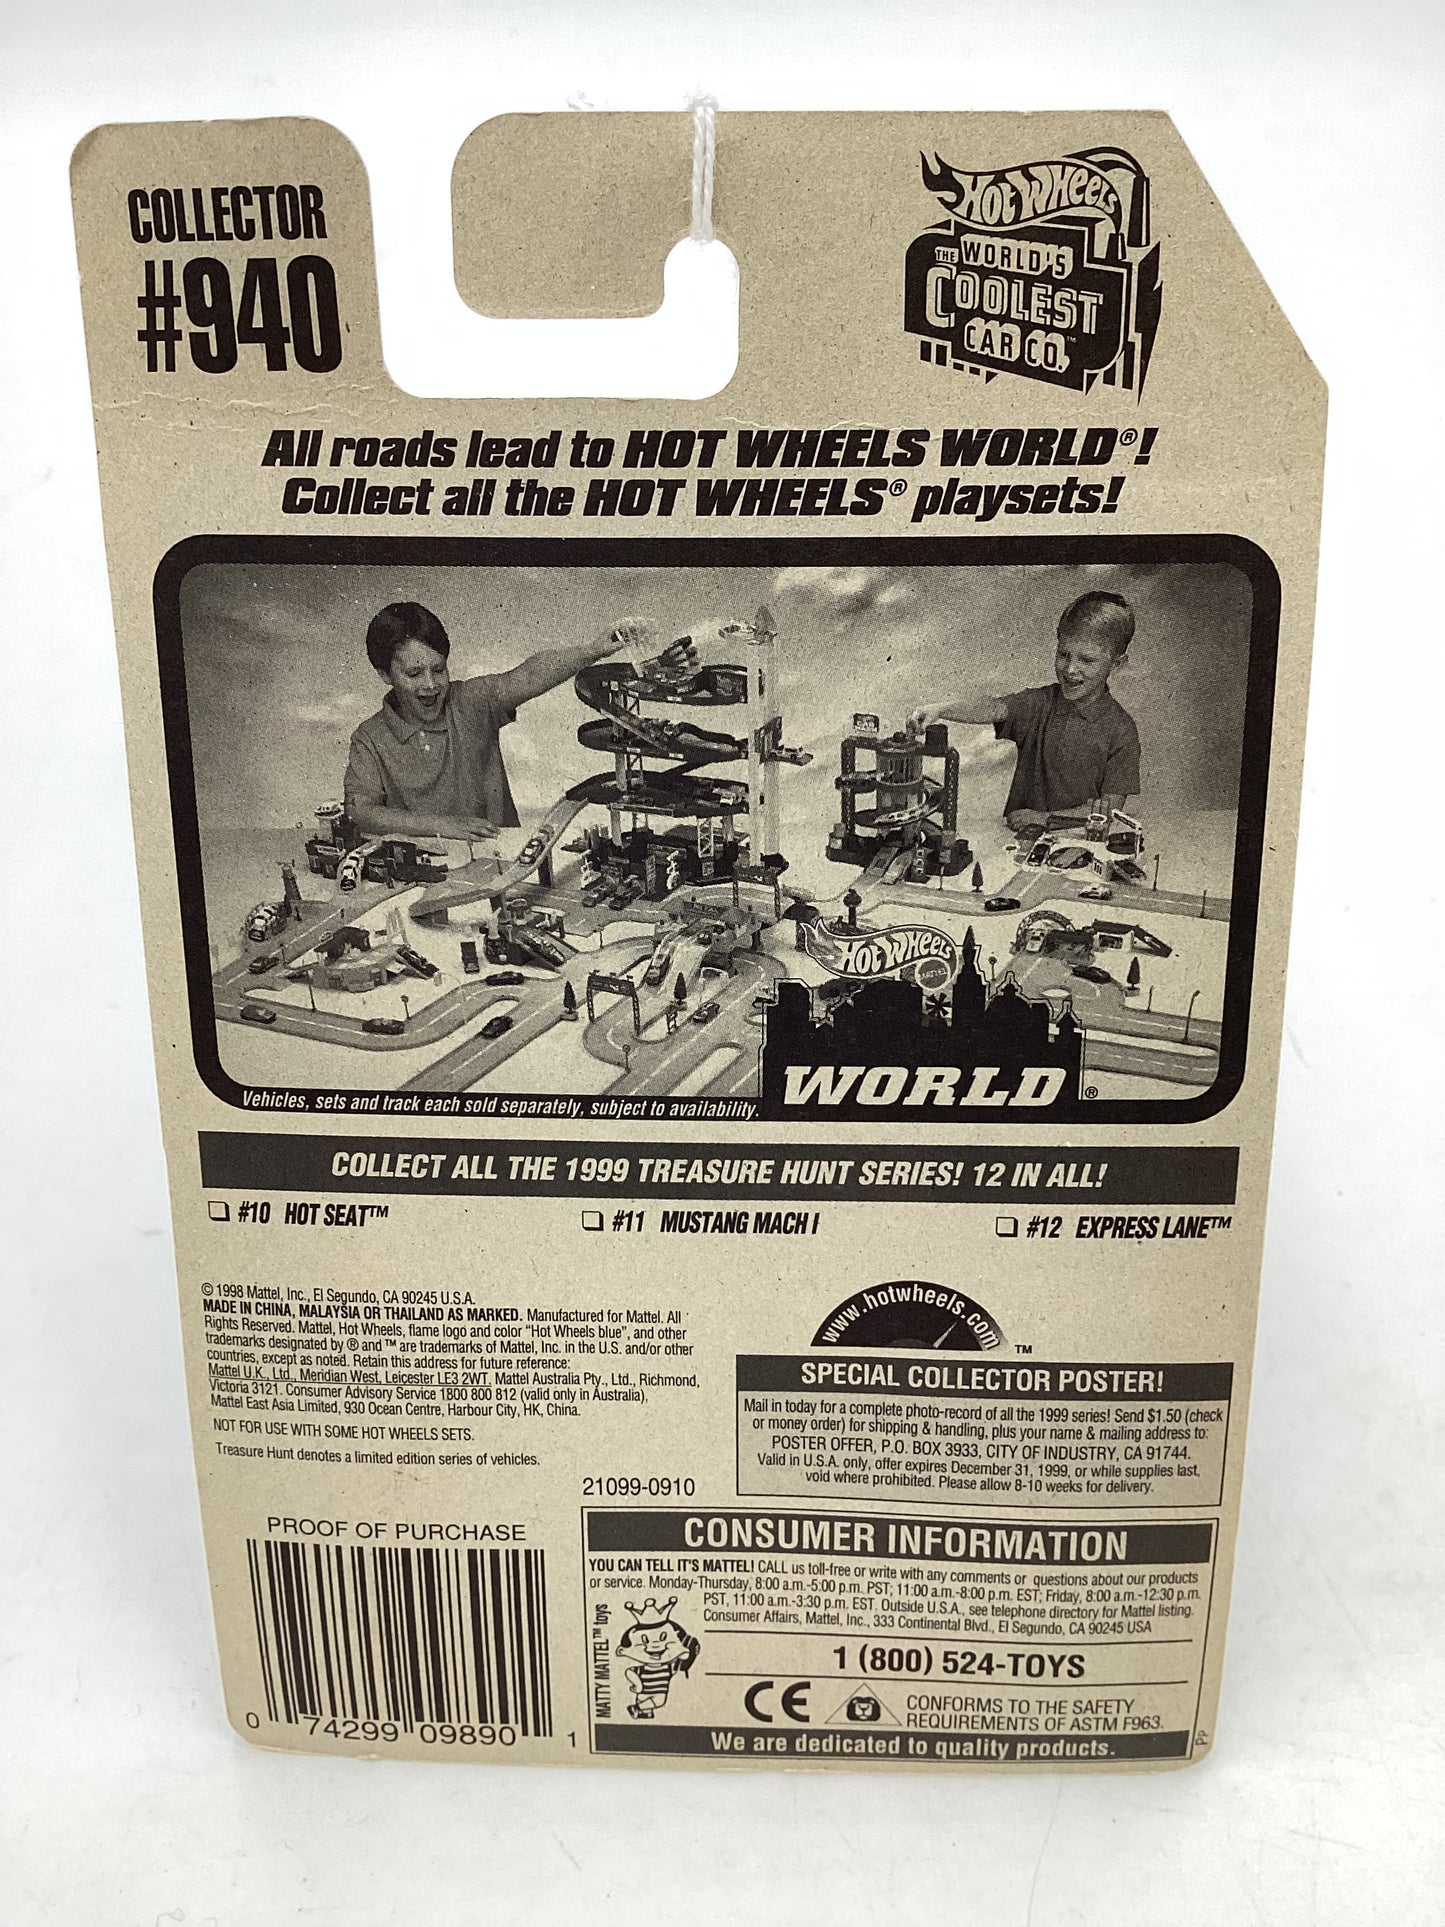 COLLECTOR
#940
HOT WHEELS
THE WORLD'S
COOLEST
CAR CO.™
All roads lead to HOT WHEELS WORLD®!
Collect all the HOT WHEELS® playsets!
HOT WHEELS
MATTEL
WORLD®
Vehicles, sets and track each sold separately, subject to availability.
COLLECT ALL THE 1999 TREASURE HUNT SERIES! 12 IN ALL!
❑ #10 HOT SEAT™
❑ #11 MUSTANG MACH I
❑ #12 EXPRESS LANE™
© 1998 Mattel, Inc., El Segundo, CA 90245 U.S.A.
MADE IN CHINA, MALAYSIA OR THAILAND AS MARKED. Manufactured for Mattel. All
Rights Reserved. Mattel, Hot Wheels, flame logo and color "Hot Wheels blue", and other
trademarks designated by ® and ™ are trademarks of Mattel, Inc. in the U.S. and/or other
countries, except as noted. Retain this address for future reference:
Mattel U.K., Ltd., Meridian West, Leicester LE3 2WT. Mattel Australia Pty., Ltd., Richmond,
Victoria 3121. Consumer Advisory Service 1800 800 812 (valid only in Australia),
Mattel East Asia Limited, 930 Ocean Centre, Harbour City, HK, China.
NOT FOR USE WITH SOME HOT WHEELS SETS.
Treasure Hunt denotes a limited edition series of vehicles.
21099-0910
www.hotwheels.com™
SPECIAL COLLECTOR POSTER!
Mail in today for a complete photo-record of all the 1999 series! Send $1.50 (check
or money order) for shipping & handling, plus your name & mailing address to:
POSTER OFFER, P.O. BOX 3933, CITY OF INDUSTRY, CA 91744.
Valid in U.S.A. only, offer expires December 31, 1999, or while supplies last,
void where prohibited. Please allow 8-10 weeks for delivery.
PROOF OF PURCHASE
0 74299 09890 1
CONSUMER INFORMATION
YOU CAN TELL IT'S MATTEL! CALL us toll-free or write with any comments or questions about our products
or service. Monday-Thursday, 8:00 a.m.-5:00 p.m. PST; 11:00 a.m.-8:00 p.m. EST; Friday, 8:00 a.m.-12:30 p.m.
PST, 11:00 a.m.-3:30 p.m. EST. Outside U.S.A., see telephone directory for Mattel listing.
Consumer Affairs, Mattel, Inc., 333 Continental Blvd., El Segundo, CA 90245 USA
MATTY MATTEL™ toys
1 (800) 524-TOYS
CE
CONFORMS TO THE SAFETY
REQUIREMENTS OF ASTM F963.
We are dedicated to quality products.
PP